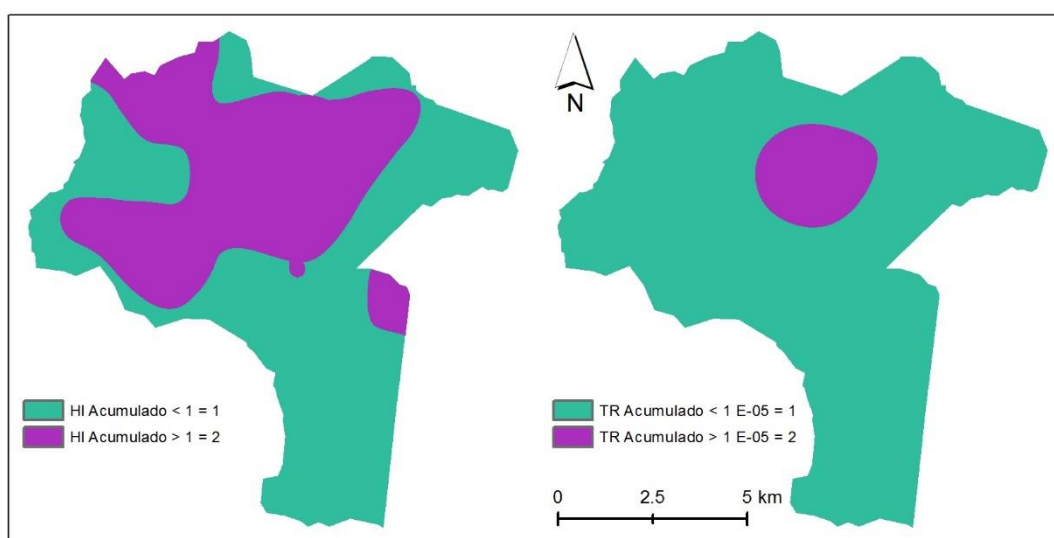 N
HI Acumulado < 1 = 1
HI Acumulado > 1 = 2
TR Acumulado < 1 E-05 = 1
TR Acumulado > 1 E-05 = 2
0 2.5 5 km